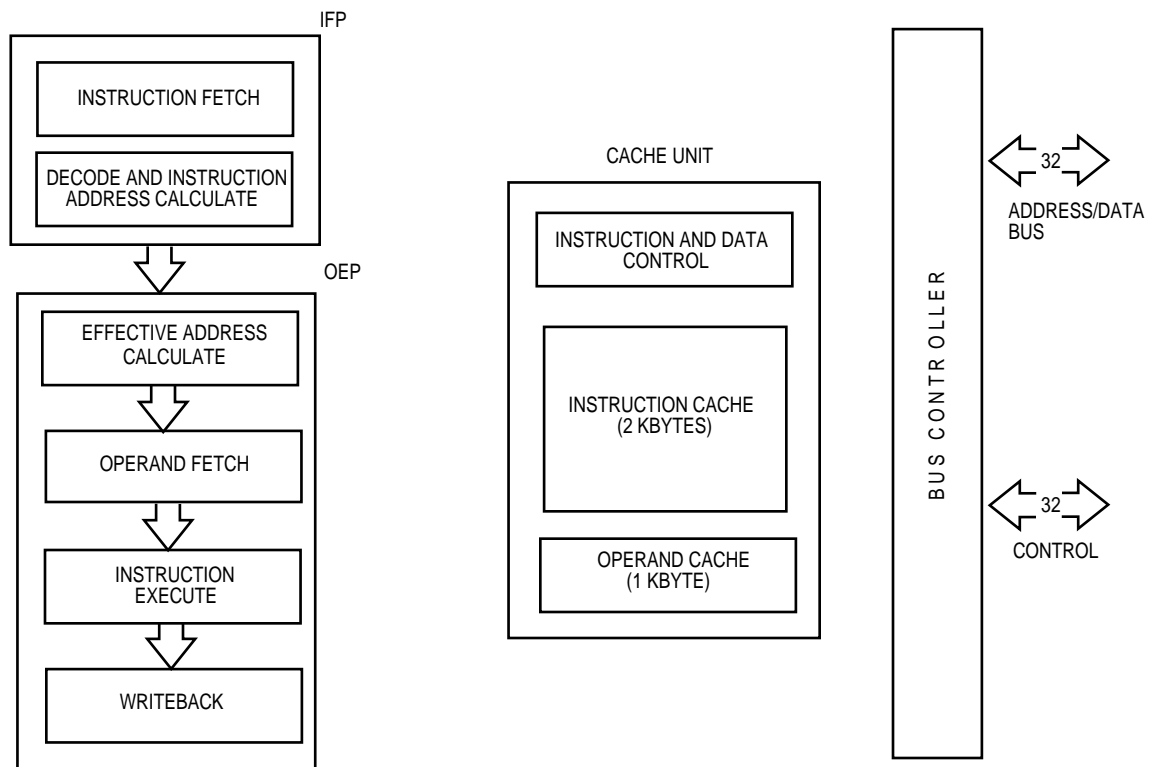 IFP
INSTRUCTION FETCH
DECODE AND INSTRUCTION
ADDRESS CALCULATE
OEP
EFFECTIVE ADDRESS
CALCULATE
OPERAND FETCH
INSTRUCTION
EXECUTE
WRITEBACK
CACHE UNIT
INSTRUCTION AND DATA
CONTROL
INSTRUCTION CACHE
(2 KBYTES)
OPERAND CACHE
(1 KBYTE)
BUS CONTROLLER
32
ADDRESS/DATA
BUS
32
CONTROL